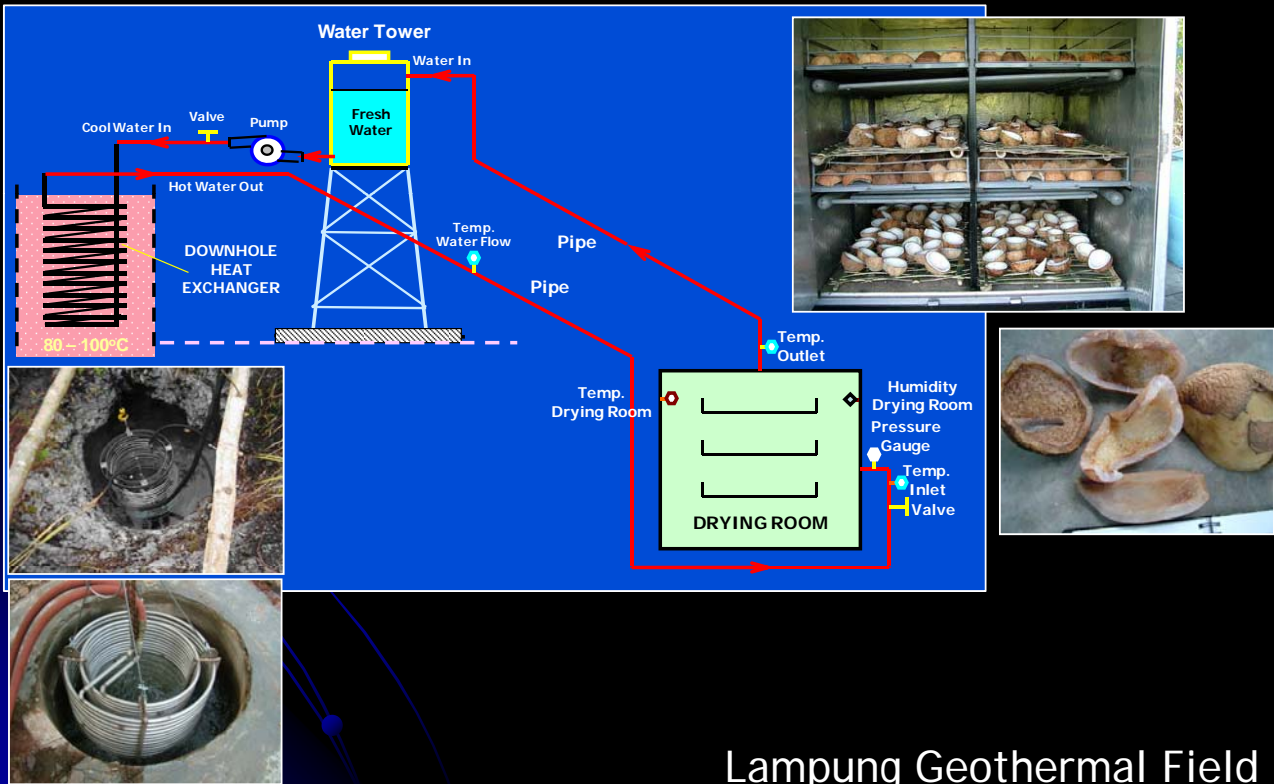 Water Tower
Water In
Fresh
Water
Valve
Pump
Cool Water In
Hot Water Out
DOWNHOLE
HEAT
EXCHANGER
80 – 100°C
Temp.
Water Flow
Pipe
Pipe
Temp.
Outlet
Temp.
Drying Room
Humidity
Drying Room
Pressure
Gauge
Temp.
Inlet
Valve
DRYING ROOM
Lampung Geothermal Field